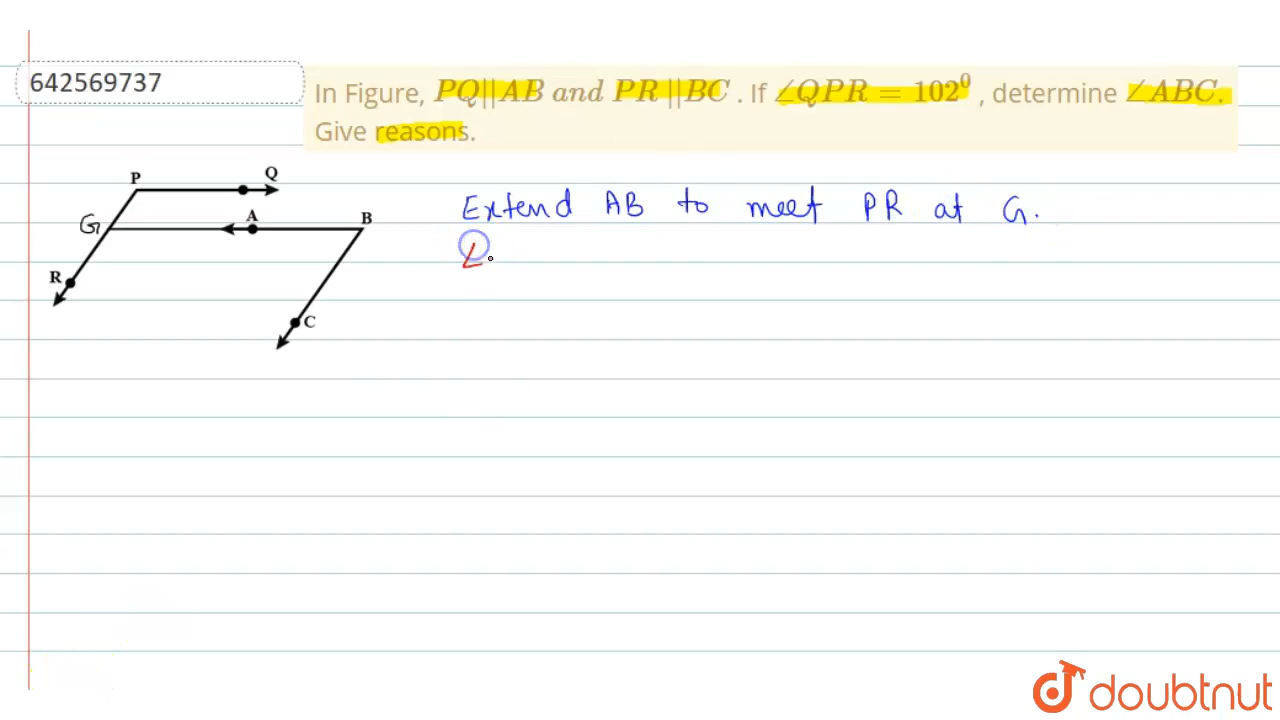 642569737
In Figure, PQ||AB and PR||BC. If ∠QPR = 102⁰, determine ∠ABC.
Give reasons.
P
Q
G
A
B
R
C
Extend AB to meet PR at G.
∠
doubtnut